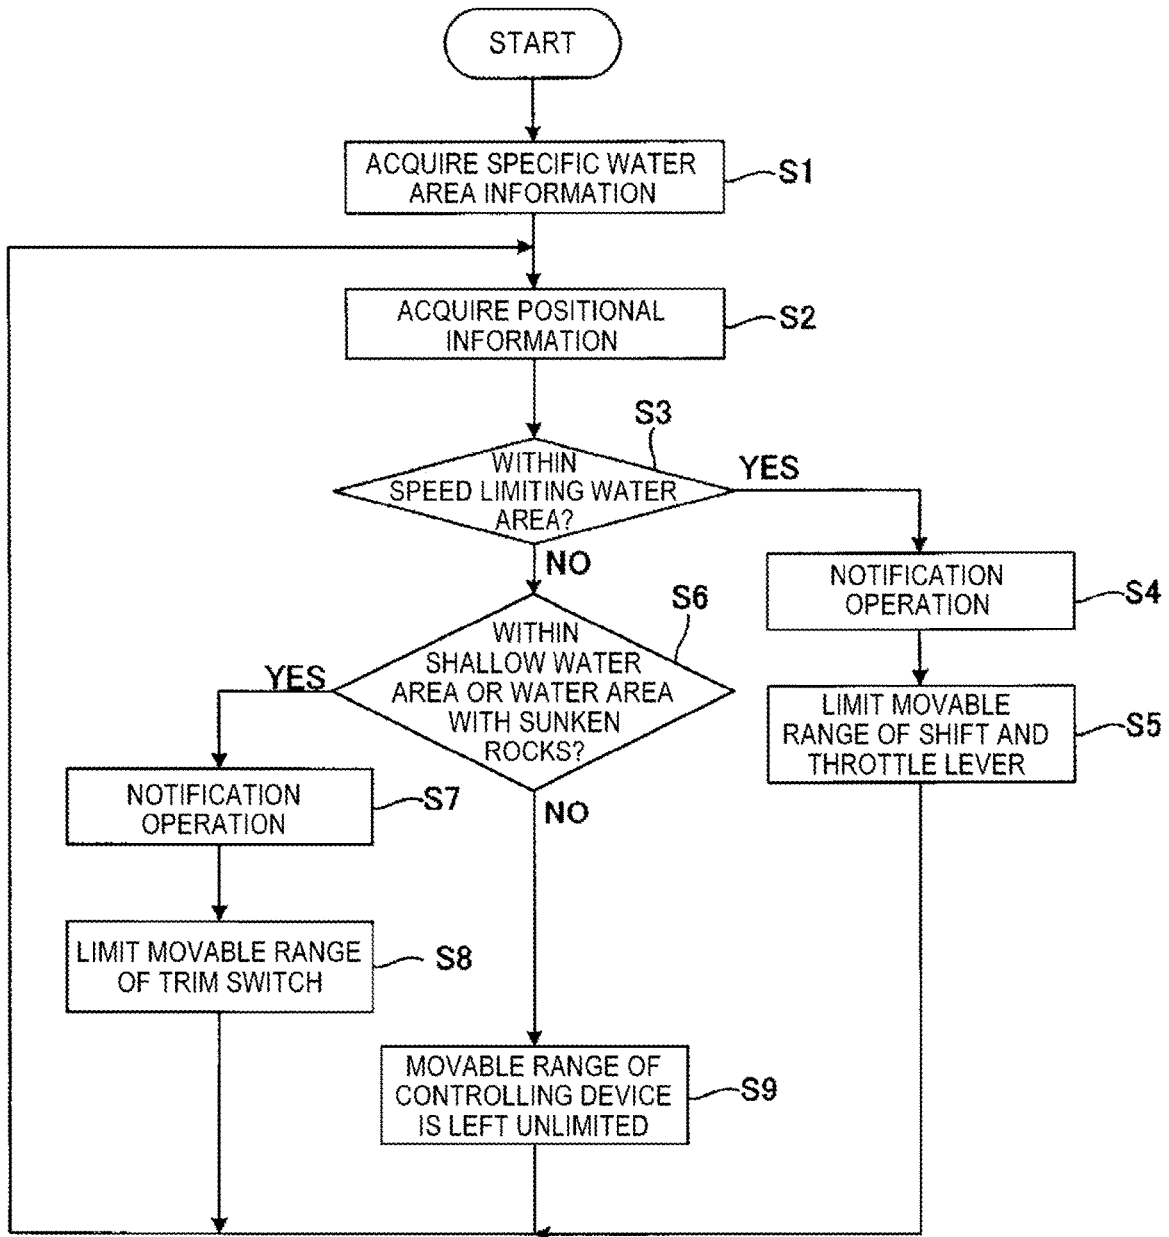 START
ACQUIRE SPECIFIC WATER
AREA INFORMATION
S1
ACQUIRE POSITIONAL
INFORMATION
S2
S3
WITHIN
SPEED LIMITING WATER
AREA?
YES
NO
NOTIFICATION
OPERATION
S4
S6
WITHIN
SHALLOW WATER
AREA OR WATER AREA
WITH SUNKEN
ROCKS?
YES
NO
LIMIT MOVABLE
RANGE OF SHIFT AND
THROTTLE LEVER
S5
NOTIFICATION
OPERATION
S7
LIMIT MOVABLE RANGE
OF TRIM SWITCH
S8
MOVABLE RANGE OF
CONTROLLING DEVICE
IS LEFT UNLIMITED
S9